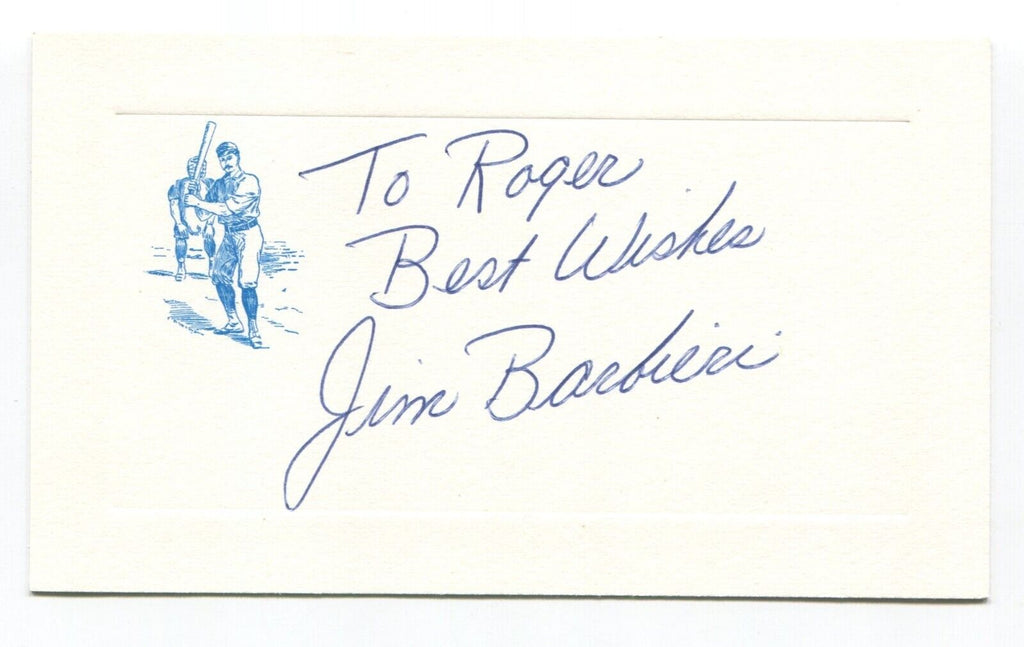 To Roger
Best Wishes
Jim Barbieri